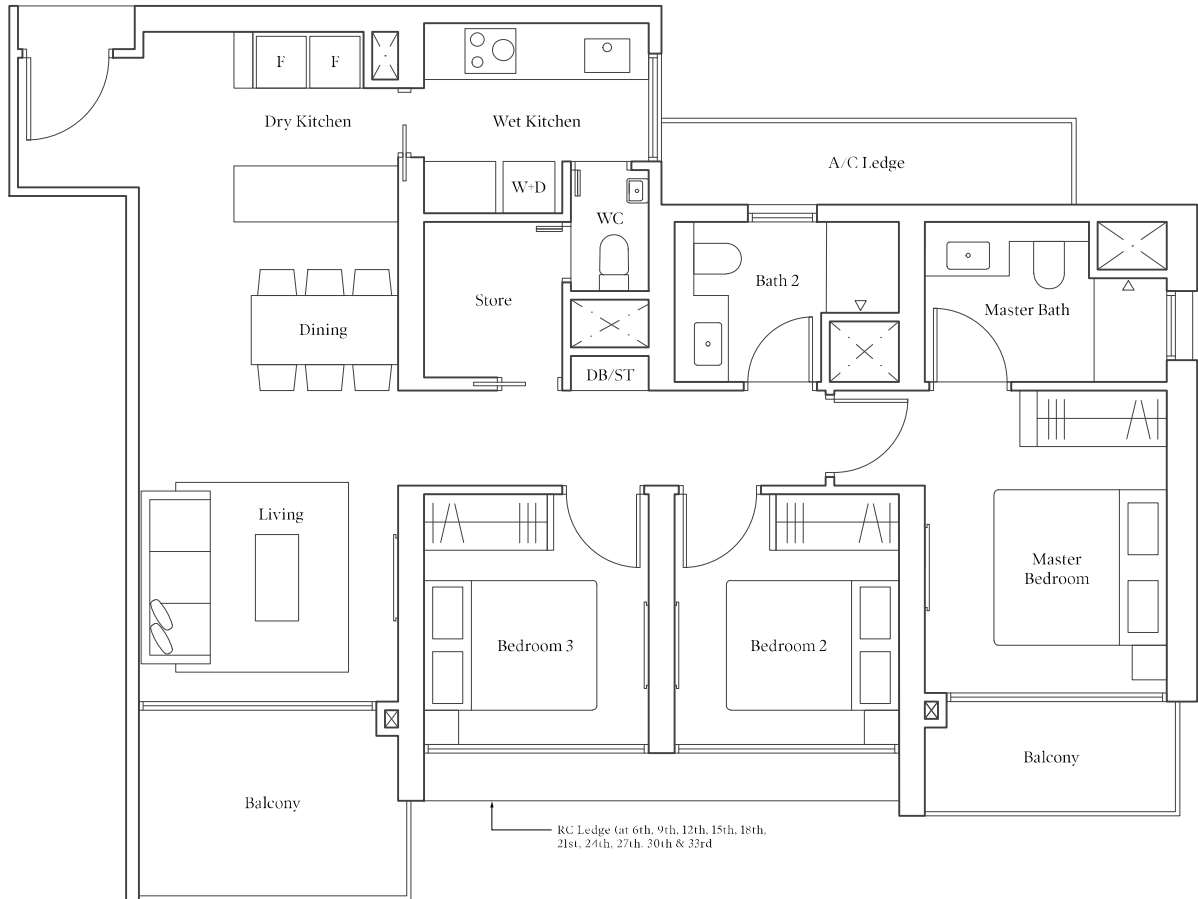 F
F
Dry Kitchen
Wet Kitchen
A/C Ledge
W+D
WC
Bath 2
Store
Master Bath
Dining
DB/ST
Living
Master
Bedroom
Bedroom 3
Bedroom 2
Balcony
Balcony
RC Ledge (at 6th, 9th, 12th, 15th, 18th,
21st, 24th, 27th. 30th & 33rd